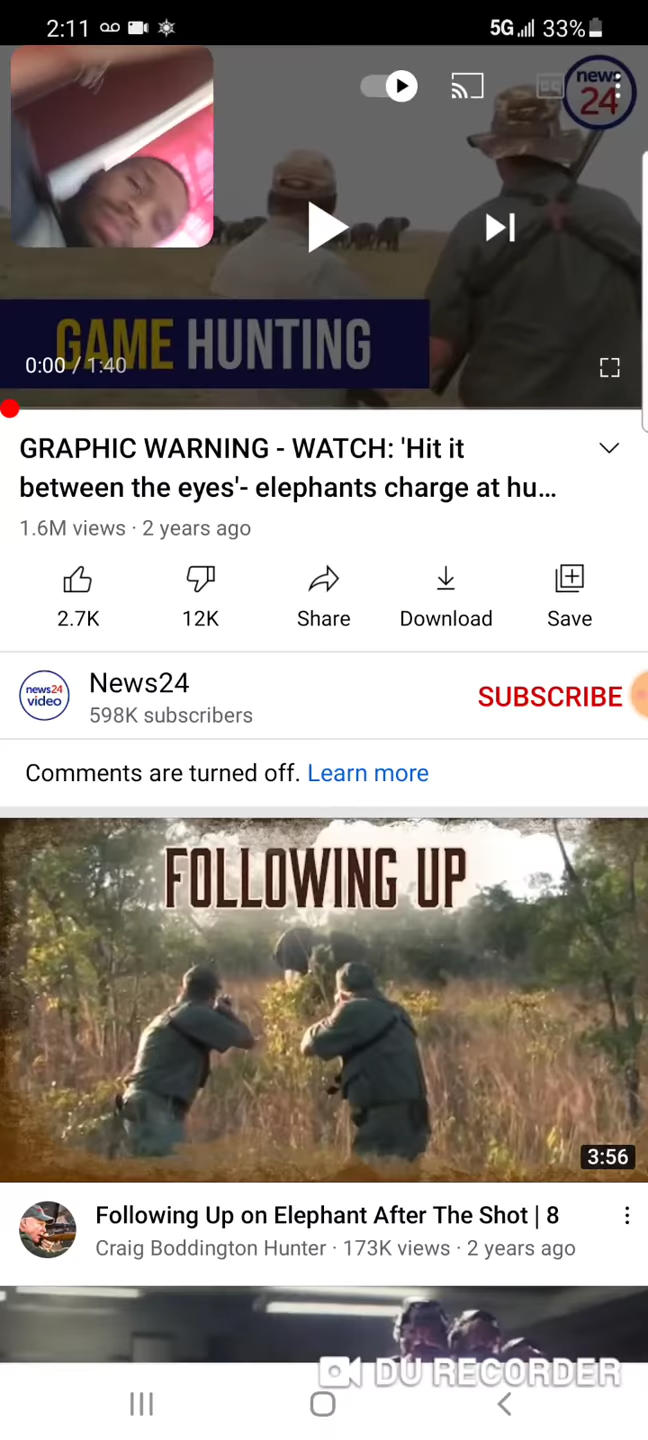 2:11
5G 33%
news
24
GAME HUNTING
0:00 / 1:40
GRAPHIC WARNING - WATCH: 'Hit it
between the eyes'- elephants charge at hu...
1.6M views · 2 years ago
2.7K
12K
Share
Download
Save
news24
video
News24
598K subscribers
SUBSCRIBE
Comments are turned off. Learn more
FOLLOWING UP
3:56
Following Up on Elephant After The Shot | 8
Craig Boddington Hunter · 173K views · 2 years ago
DU RECORDER